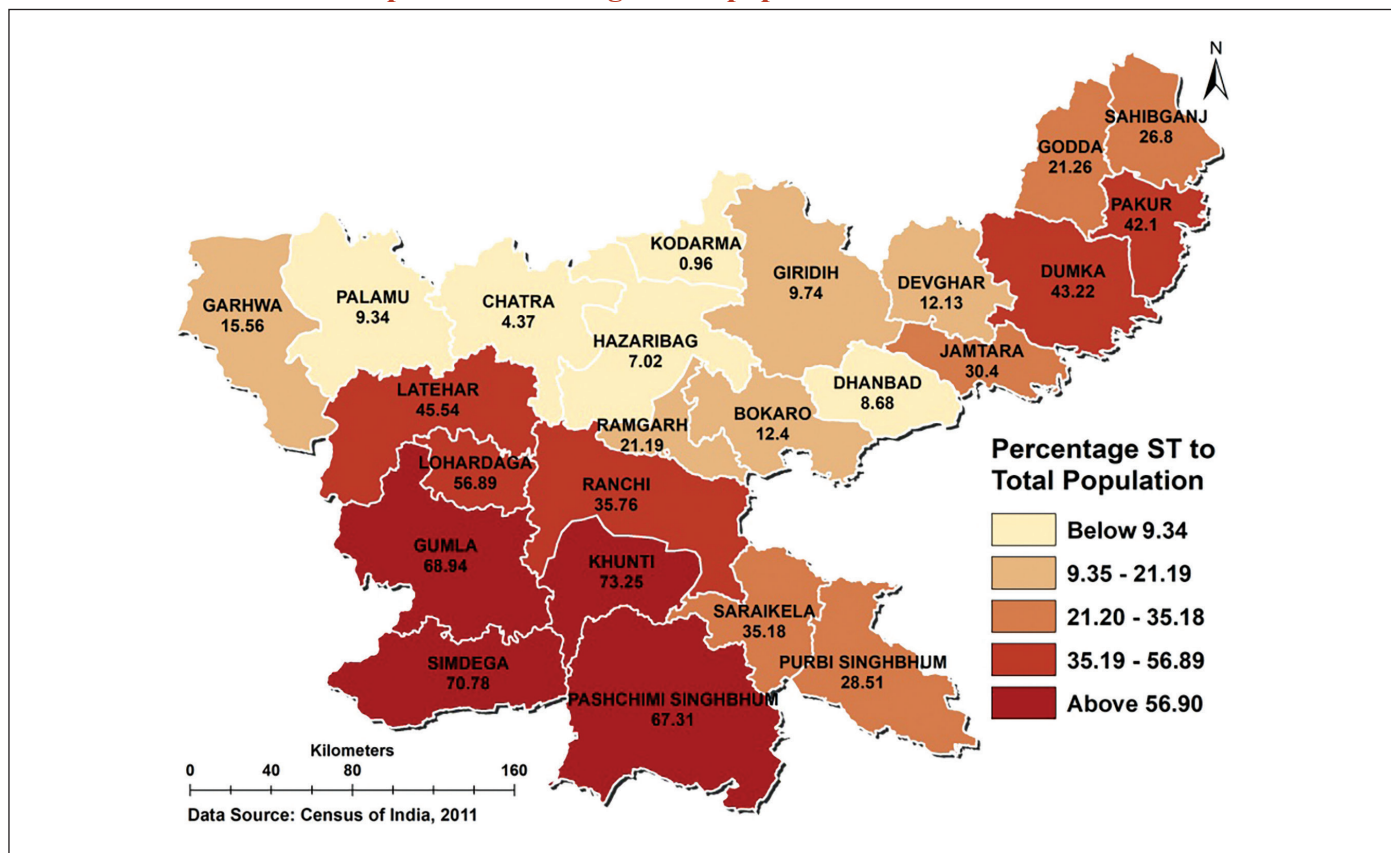 N
SAHIBGANJ
26.8
GODDA
21.26
PAKUR
42.1
KODARMA
0.96
GIRIDIH
9.74
DEVGHAR
12.13
DUMKA
43.22
GARHWA
15.56
PALAMU
9.34
CHATRA
4.37
HAZARIBAG
7.02
JAMTARA
30.4
DHANBAD
8.68
LATEHAR
45.54
RAMGARH
21.19
BOKARO
12.4
LOHARDAGA
56.89
RANCHI
35.76
GUMLA
68.94
KHUNTI
73.25
SARAIKELA
35.18
SIMDEGA
70.78
PURBI SINGHBHUM
28.51
PASHCHIMI SINGHBHUM
67.31
Percentage ST to
Total Population
Below 9.34
9.35 - 21.19
21.20 - 35.18
35.19 - 56.89
Above 56.90
Kilometers
0 40 80 160
Data Source: Census of India, 2011